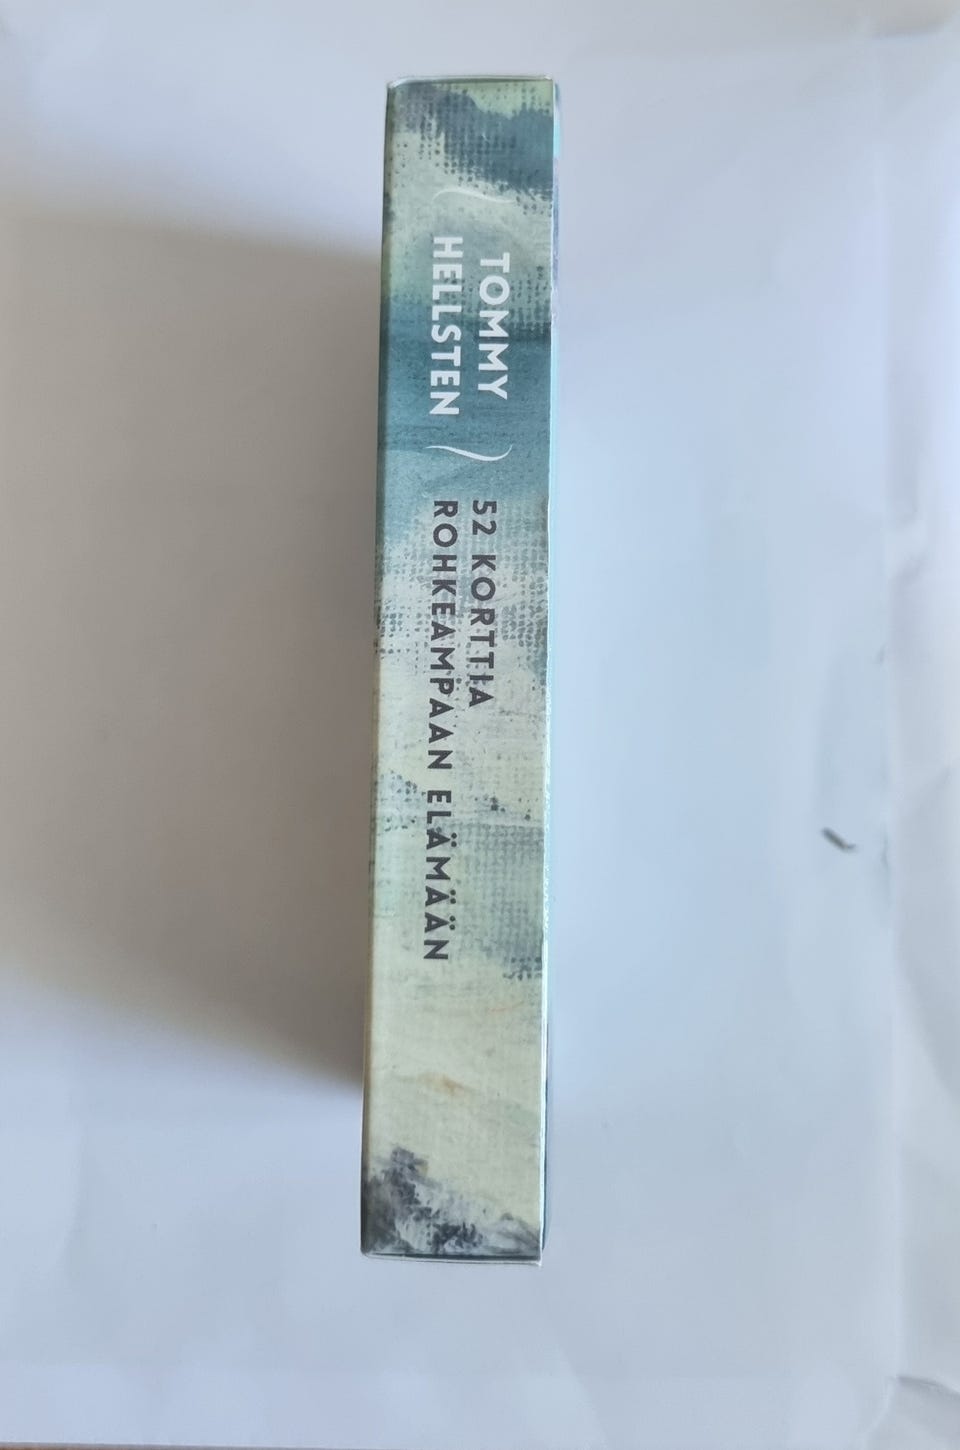 TOMMY
HELLSTEN
52 KORTTIA
ROHKEAMPAAN ELÄMÄÄN